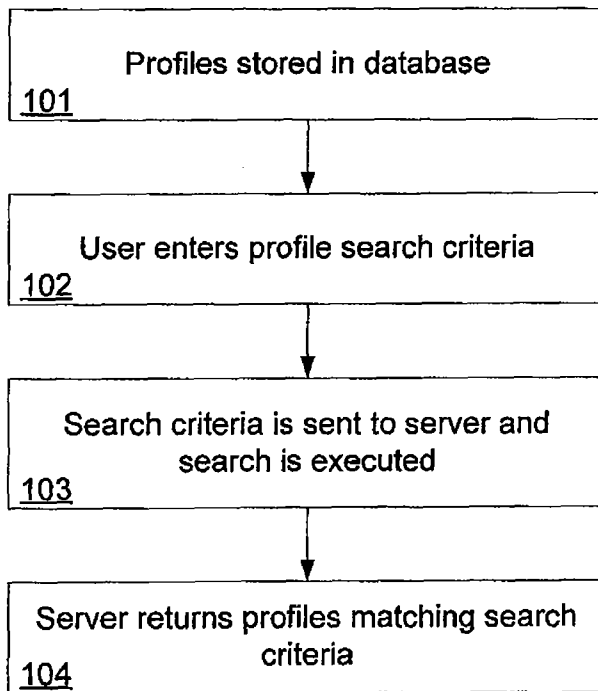 Profiles stored in database
101
User enters profile search criteria
102
Search criteria is sent to server and
search is executed
103
Server returns profiles matching search
criteria
104